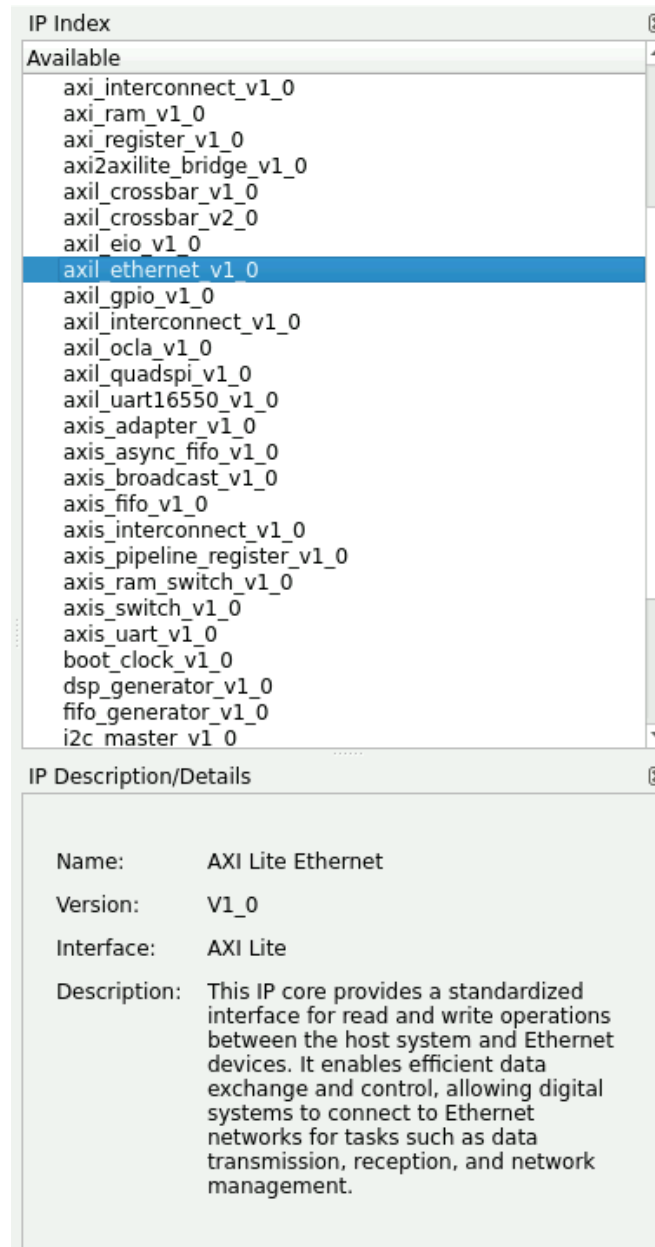 IP Index
Available
axi_interconnect_v1_0
axi_ram_v1_0
axi_register_v1_0
axi2axilite_bridge_v1_0
axil_crossbar_v1_0
axil_crossbar_v2_0
axil_eio_v1_0
axil_ethernet_v1_0
axil_gpio_v1_0
axil_interconnect_v1_0
axil_ocla_v1_0
axil_quadspi_v1_0
axil_uart16550_v1_0
axis_adapter_v1_0
axis_async_fifo_v1_0
axis_broadcast_v1_0
axis_fifo_v1_0
axis_interconnect_v1_0
axis_pipeline_register_v1_0
axis_ram_switch_v1_0
axis_switch_v1_0
axis_uart_v1_0
boot_clock_v1_0
dsp_generator_v1_0
fifo_generator_v1_0
i2c_master_v1_0
IP Description/Details
Name: AXI Lite Ethernet
Version: V1_0
Interface: AXI Lite
Description: This IP core provides a standardized
interface for read and write operations
between the host system and Ethernet
devices. It enables efficient data
exchange and control, allowing digital
systems to connect to Ethernet
networks for tasks such as data
transmission, reception, and network
management.